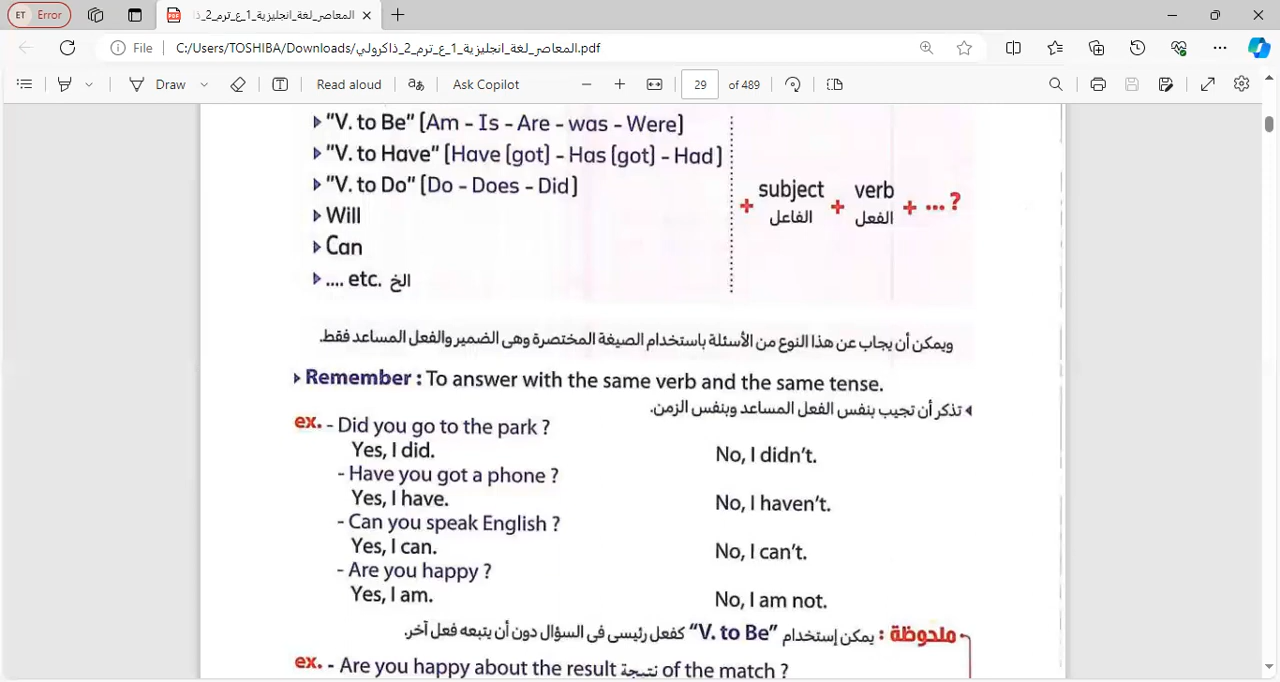 ET Error
المعاصر_لغة_انجليزية_1_ع_ترم_2_ذ
File
C:/Users/TOSHIBA/Downloads/المعاصر_لغة_انجليزية_1_ع_ترم_2_ذاكرولي.pdf
Draw
Read aloud
Ask Copilot
29 of 489
"V. to Be" [Am - Is - Are - was - Were]
"V. to Have" [Have (got) - Has (got) - Had]
"V. to Do" [Do - Does - Did]
Will
Can
.... etc. الخ
+ subject + verb + ... ?
الفاعل الفعل
ويمكن أن يجاب عن هذا النوع من الأسئلة باستخدام الصيغة المختصرة وهى الضمير والفعل المساعد فقط.
Remember : To answer with the same verb and the same tense.
تذكر أن تجيب بنفس الفعل المساعد وبنفس الزمن.
ex. - Did you go to the park ?
Yes, I did. No, I didn't.
- Have you got a phone ?
Yes, I have. No, I haven't.
- Can you speak English ?
Yes, I can. No, I can't.
- Are you happy ?
Yes, I am. No, I am not.
ملحوظة : يمكن إستخدام "V. to Be" كفعل رئيسى فى السؤال دون أن يتبعه فعل آخر.
ex. - Are you happy about the result نتيجة of the match ?